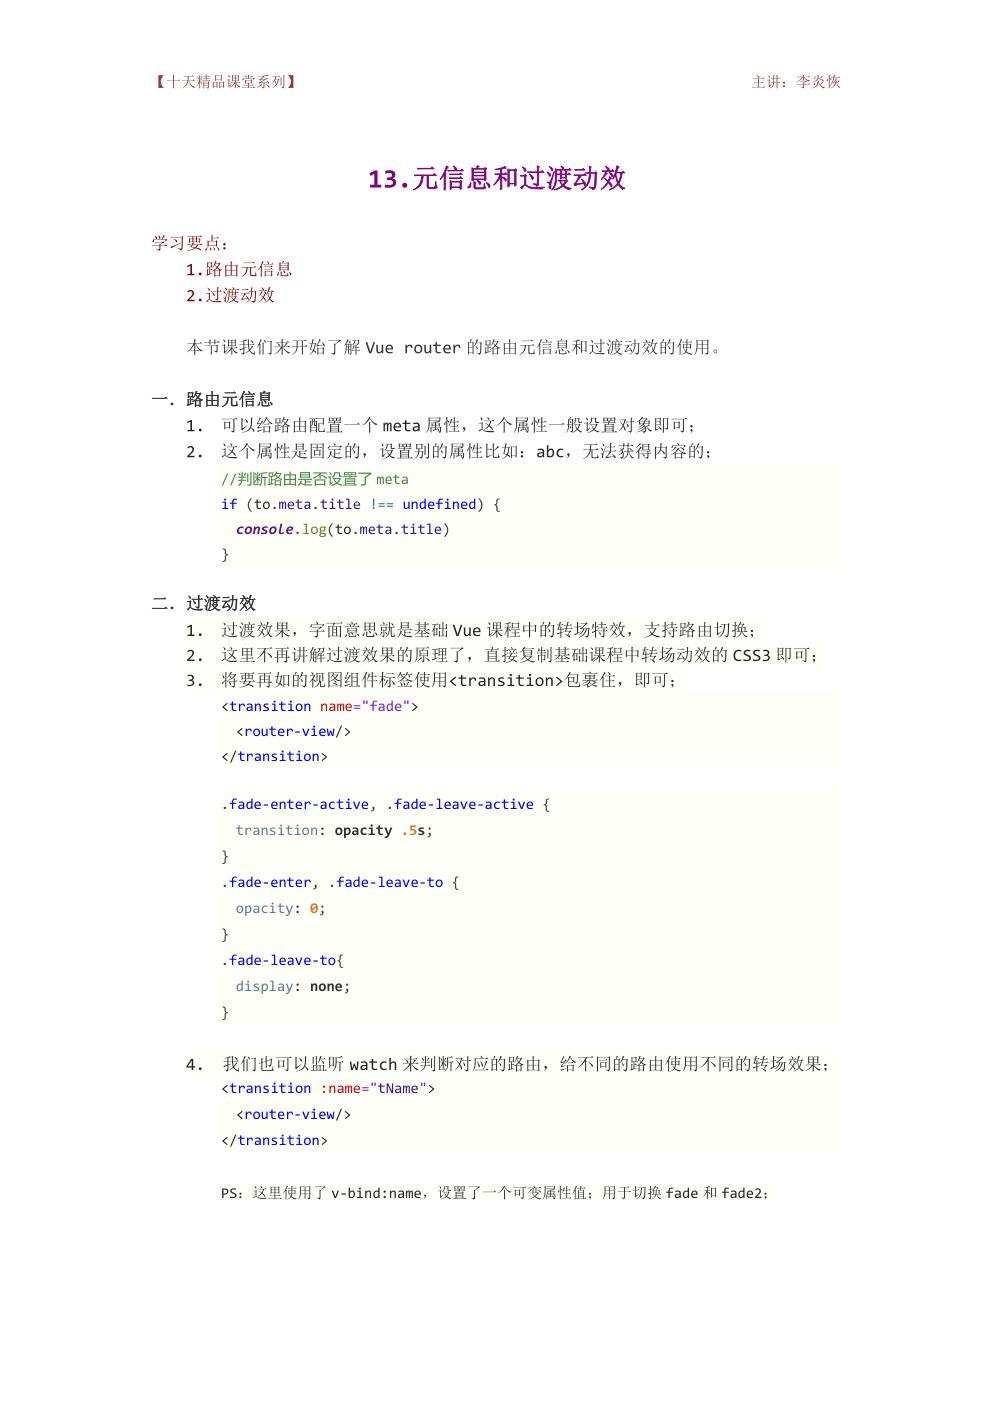 【十天精品课堂系列】 主讲：李炎恢
13.元信息和过渡动效
学习要点：
1.路由元信息
2.过渡动效
本节课我们来开始了解 Vue router 的路由元信息和过渡动效的使用。
一．路由元信息
1. 可以给路由配置一个 meta 属性，这个属性一般设置对象即可；
2. 这个属性是固定的，设置别的属性比如：abc，无法获得内容的；
//判断路由是否设置了 meta
if (to.meta.title !== undefined) {
  console.log(to.meta.title)
}
二．过渡动效
1. 过渡效果，字面意思就是基础 Vue 课程中的转场特效，支持路由切换；
2. 这里不再讲解过渡效果的原理了，直接复制基础课程中转场动效的 CSS3 即可；
3. 将要再如的视图组件标签使用<transition>包裹住，即可；
<transition name="fade">
  <router-view/>
</transition>
.fade-enter-active, .fade-leave-active {
  transition: opacity .5s;
}
.fade-enter, .fade-leave-to {
  opacity: 0;
}
.fade-leave-to{
  display: none;
}
4. 我们也可以监听 watch 来判断对应的路由，给不同的路由使用不同的转场效果；
<transition :name="tName">
  <router-view/>
</transition>
PS：这里使用了 v-bind:name，设置了一个可变属性值；用于切换 fade 和 fade2；